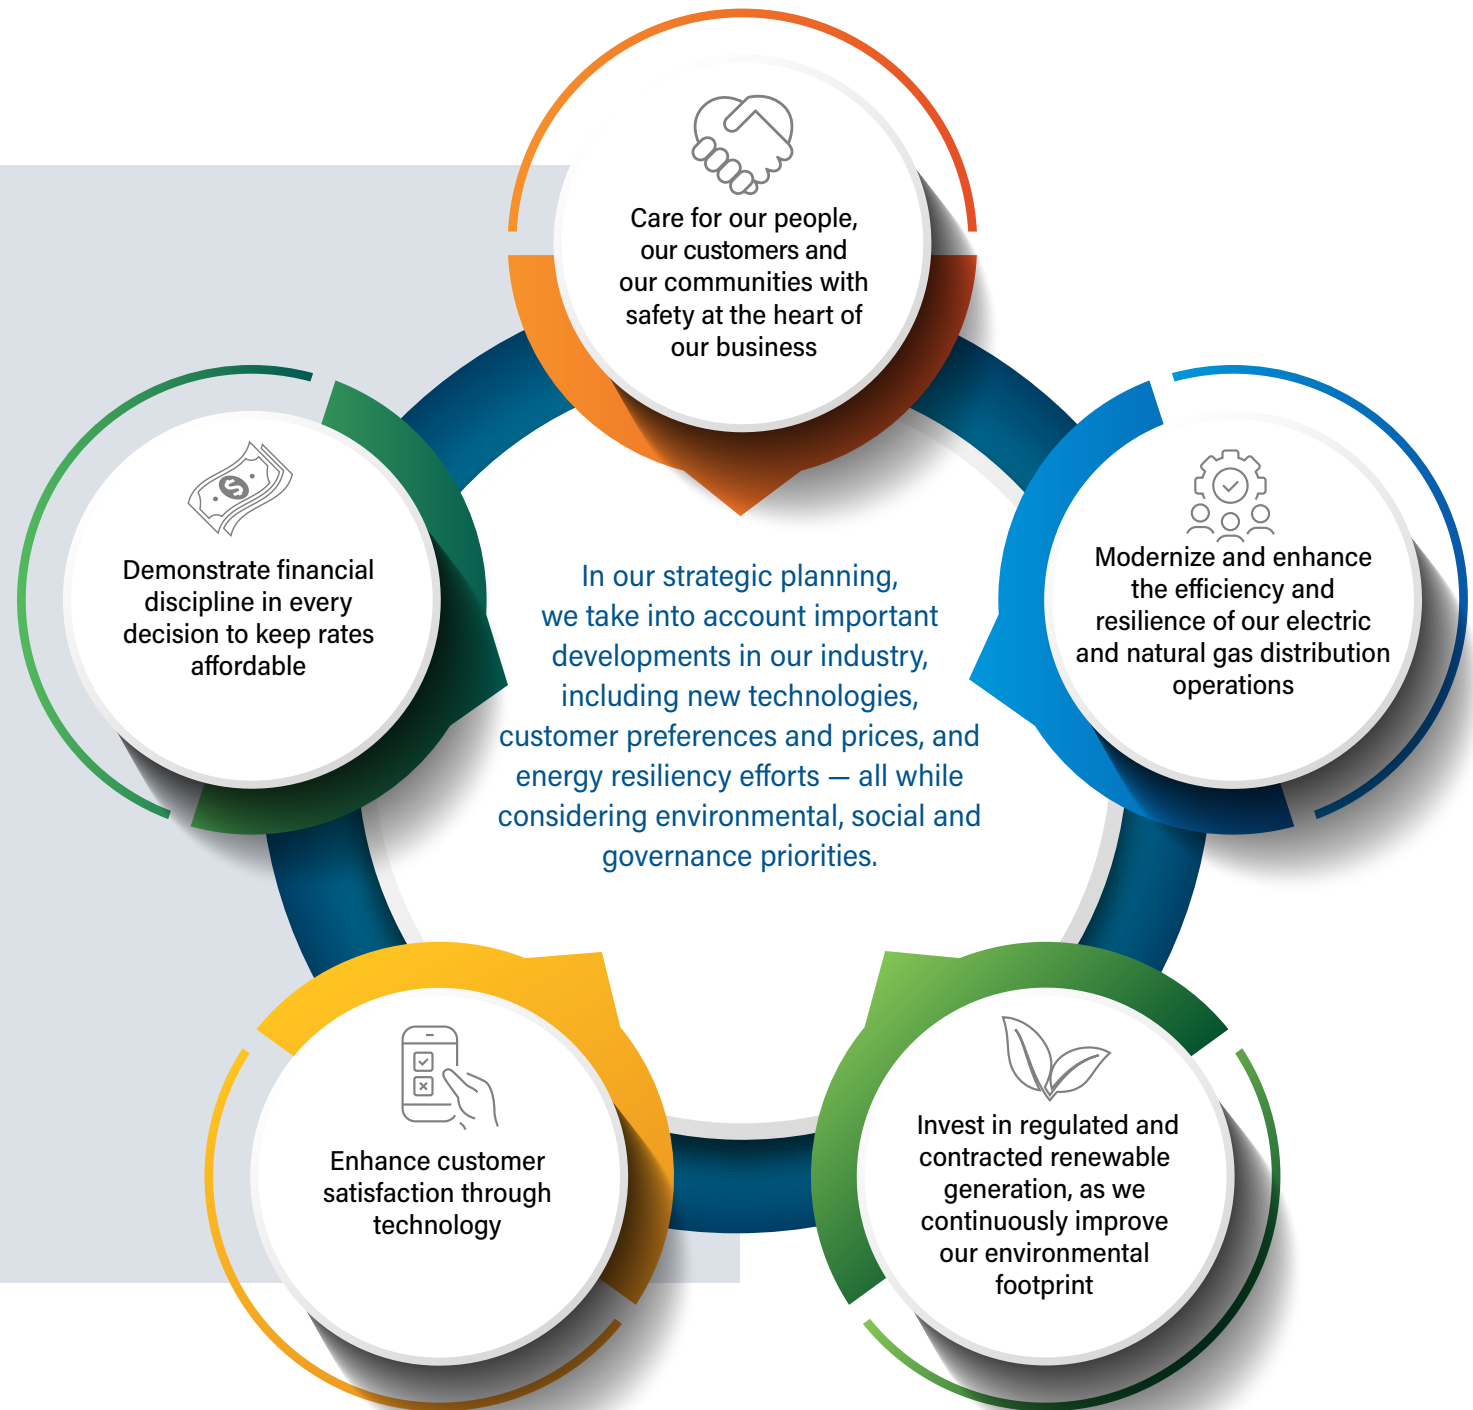 Care for our people,
our customers and
our communities with
safety at the heart of
our business
Modernize and enhance
the efficiency and
resilience of our electric
and natural gas distribution
operations
Invest in regulated and
contracted renewable
generation, as we
continuously improve
our environmental
footprint
Enhance customer
satisfaction through
technology
Demonstrate financial
discipline in every
decision to keep rates
affordable
In our strategic planning,
we take into account important
developments in our industry,
including new technologies,
customer preferences and prices, and
energy resiliency efforts — all while
considering environmental, social and
governance priorities.